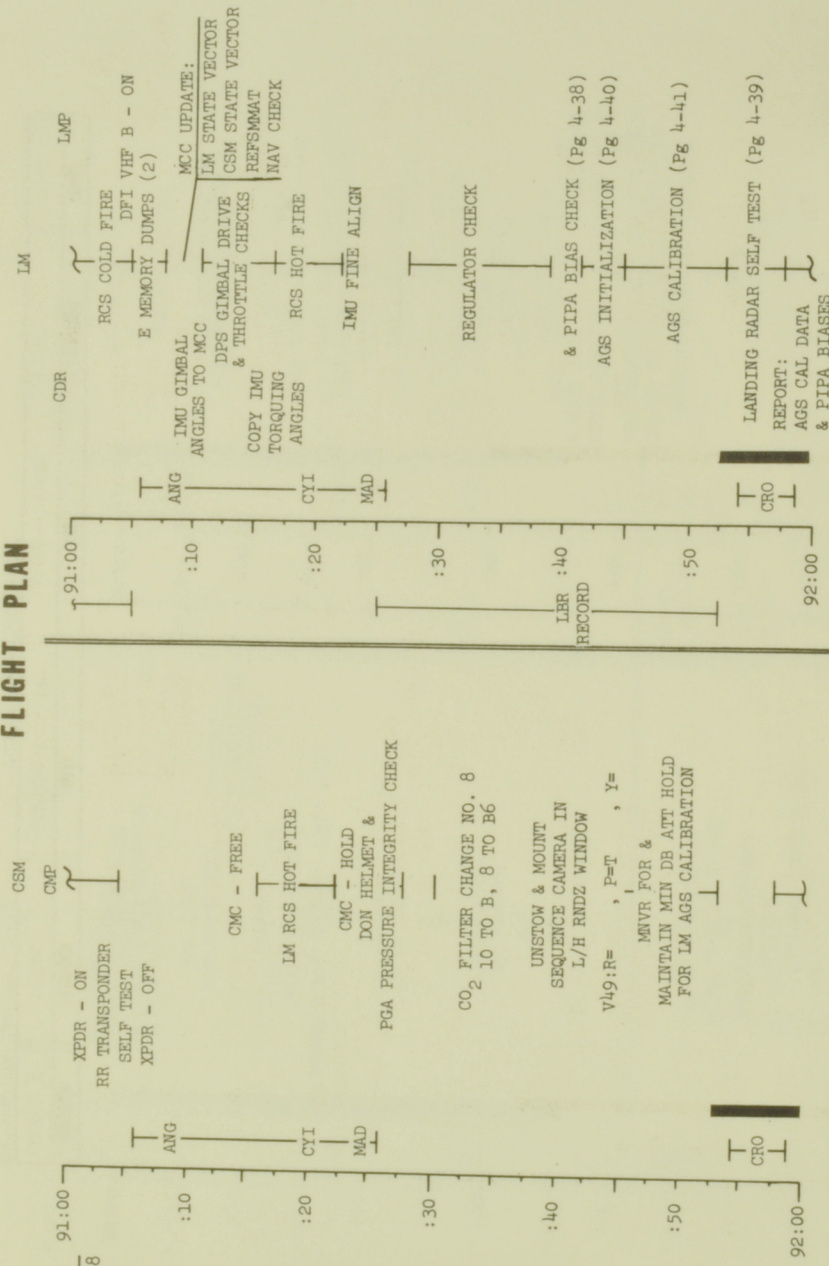 FLIGHT PLAN
CSM
CMP
91:00
:10
:20
:30
:40
:50
92:00
8
ANG
CYI
MAD
CRO
XPDR - ON
RR TRANSPONDER
SELF TEST
XPDR - OFF
CMC - FREE
LM RCS HOT FIRE
CMC - HOLD
DON HELMET &
PGA PRESSURE INTEGRITY CHECK
CO2 FILTER CHANGE NO. 8
10 TO B, 8 TO B6
UNSTOW & MOUNT
SEQUENCE CAMERA IN
L/H RNDZ WINDOW
V49:R= , P=T , Y=
MNVR FOR &
MAINTAIN MIN DB ATT HOLD
FOR LM AGS CALIBRATION
LM
CDR
LMP
91:00
:10
:20
:30
:40
:50
92:00
LBR
RECORD
ANG
CYI
MAD
CRO
RCS COLD FIRE
DFI VHF B - ON
E MEMORY DUMPS (2)
MCC UPDATE:
LM STATE VECTOR
CSM STATE VECTOR
REFSMMAT
NAV CHECK
IMU GIMBAL
ANGLES TO MCC
DPS GIMBAL DRIVE
& THROTTLE CHECKS
COPY IMU
TORQUING
ANGLES
RCS HOT FIRE
IMU FINE ALIGN
REGULATOR CHECK
& PIPA BIAS CHECK (Pg 4-38)
AGS INITIALIZATION (Pg 4-40)
AGS CALIBRATION (Pg 4-41)
LANDING RADAR SELF TEST (Pg 4-39)
REPORT:
AGS CAL DATA
& PIPA BIASES